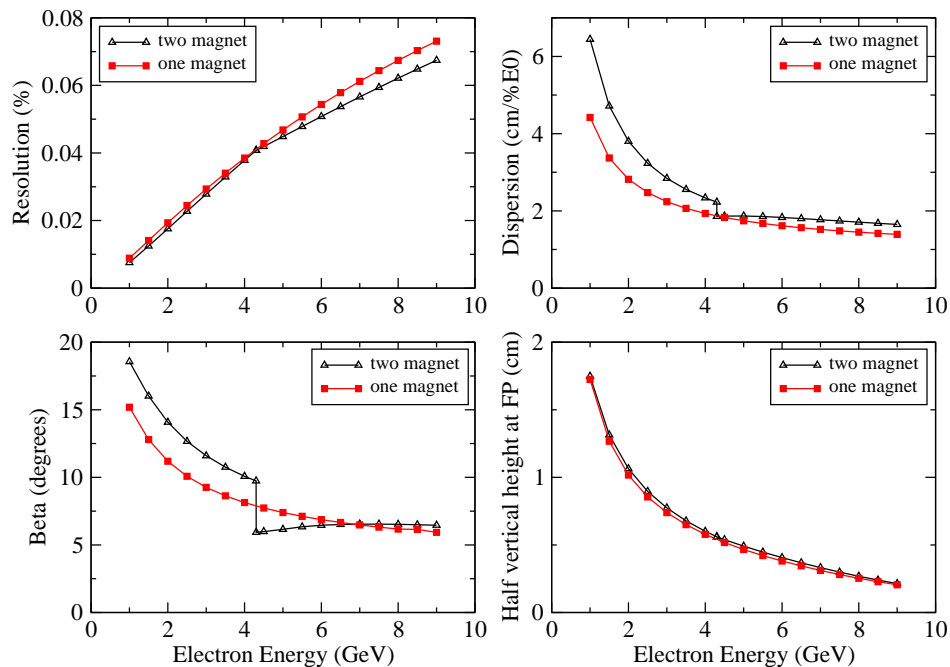 0.08
0.06
0.04
0.02
0
0
2
4
6
8
10
Resolution (%)
two magnet
one magnet
6
4
2
0
0
2
4
6
8
10
Dispersion (cm/%E0)
two magnet
one magnet
20
15
10
5
0
0
2
4
6
8
10
Beta (degrees)
Electron Energy (GeV)
two magnet
one magnet
2
1
0
0
2
4
6
8
10
Half vertical height at FP (cm)
Electron Energy (GeV)
two magnet
one magnet